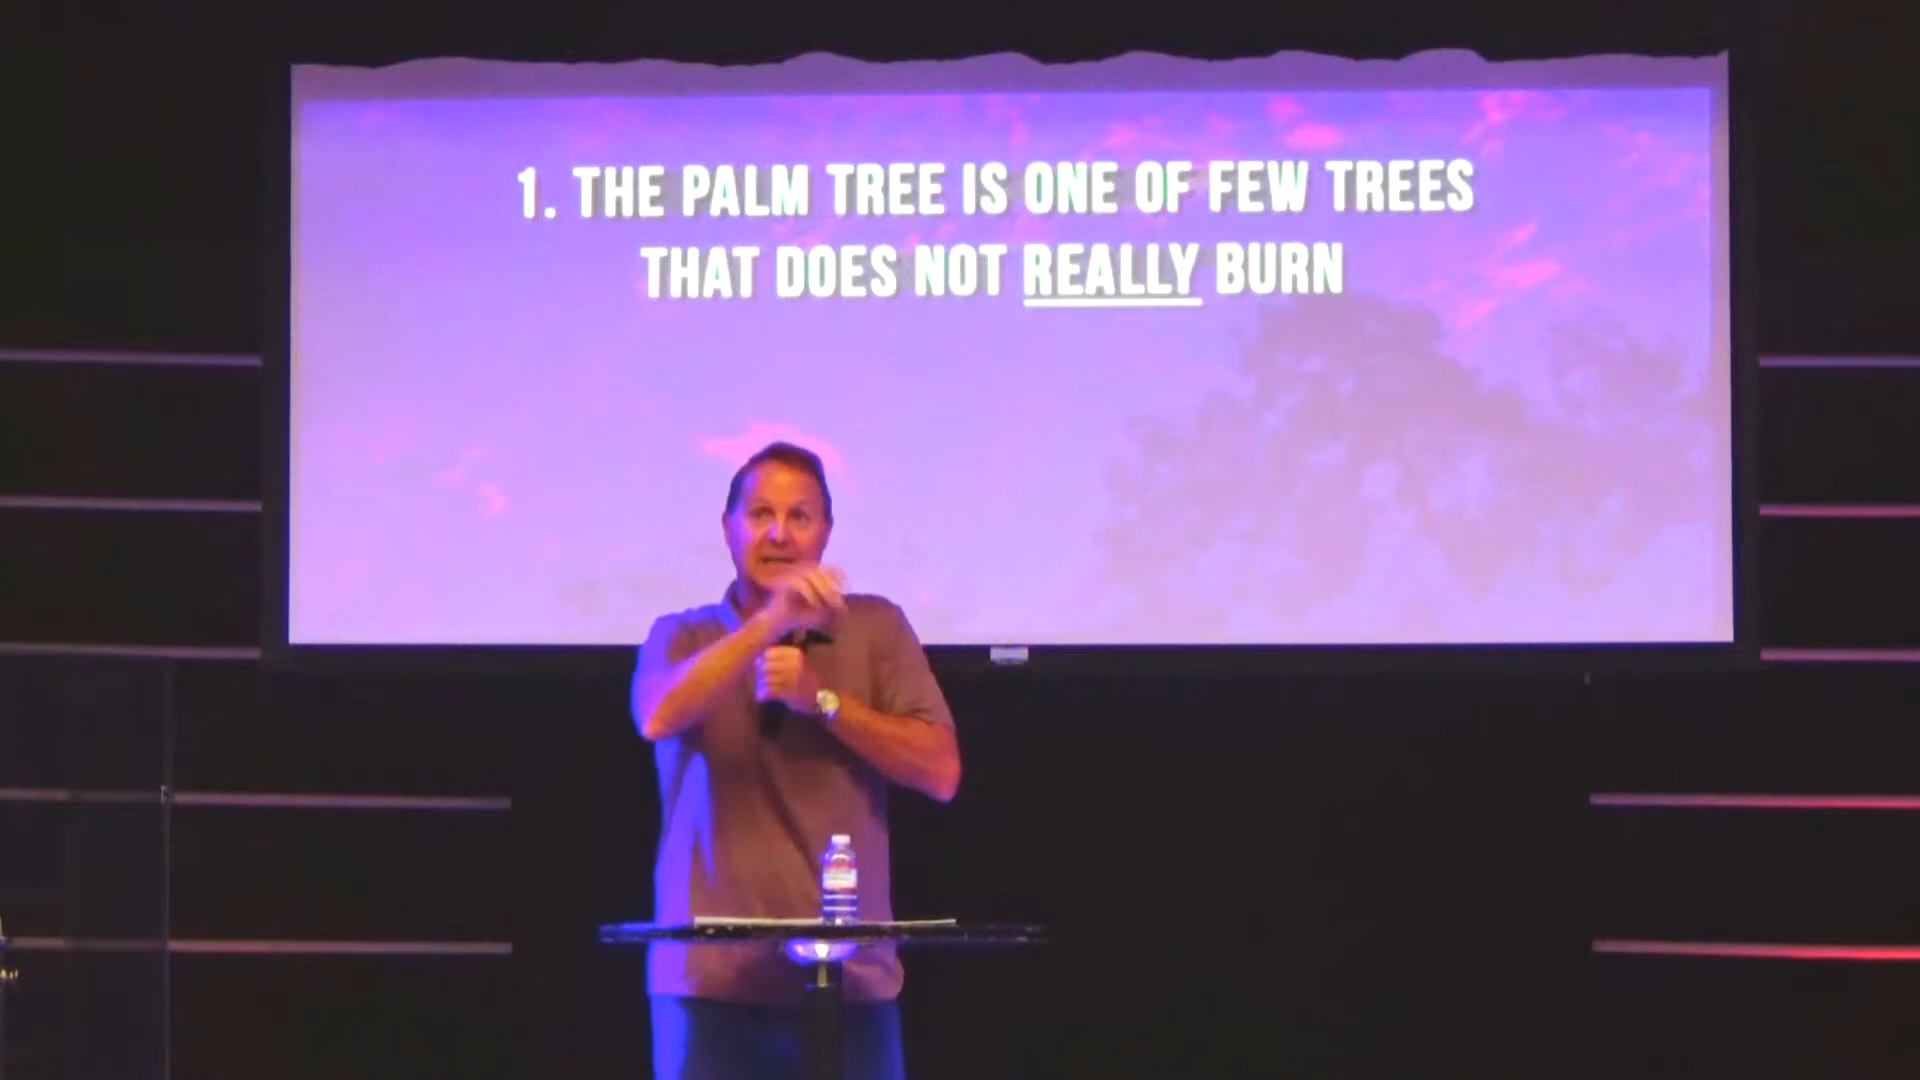 1. THE PALM TREE IS ONE OF FEW TREES
THAT DOES NOT REALLY BURN